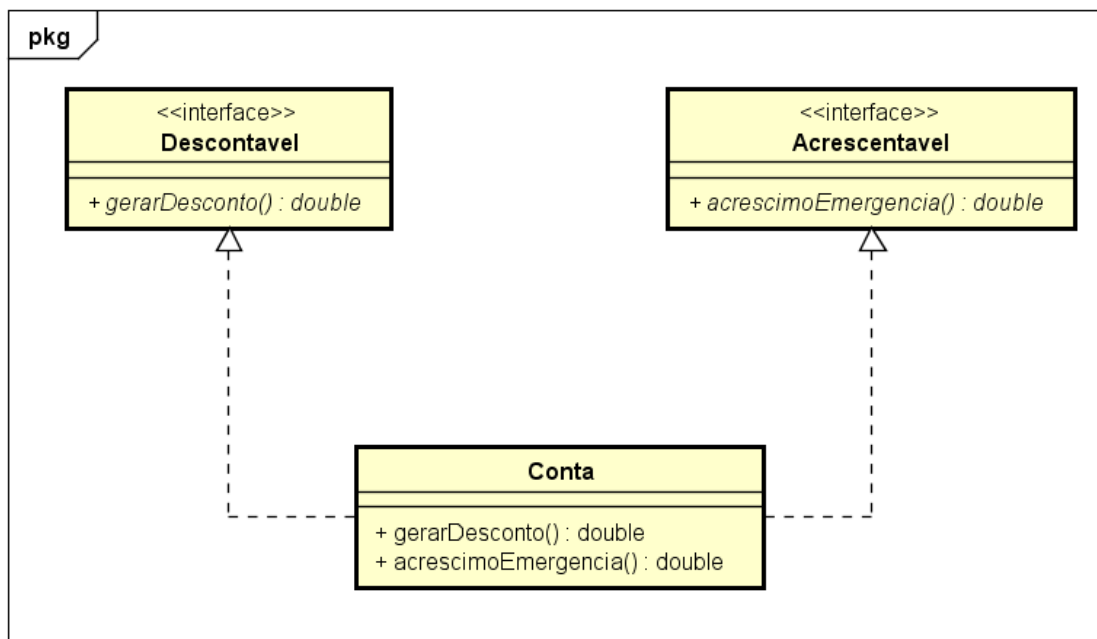 pkg
<<interface>>
Descontavel
+ gerarDesconto() : double
<<interface>>
Acrescentavel
+ acrescimoEmergencia() : double
Conta
+ gerarDesconto() : double
+ acrescimoEmergencia() : double